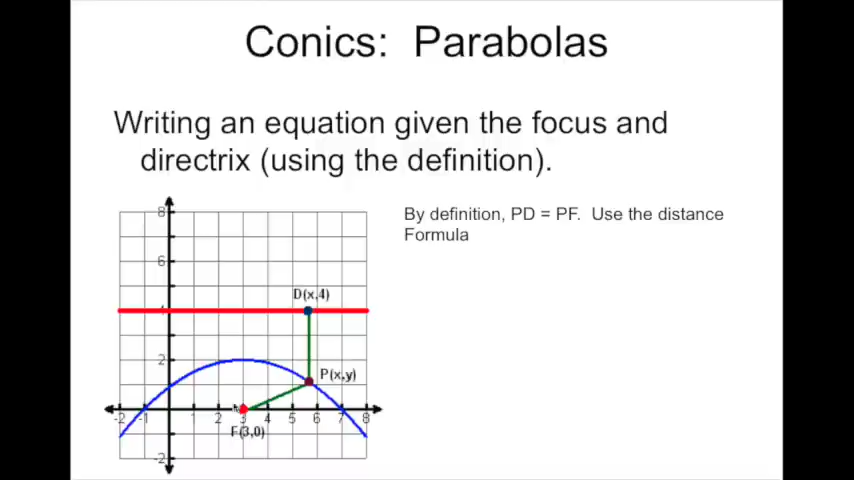 Conics: Parabolas
Writing an equation given the focus and
directrix (using the definition).
By definition, PD = PF. Use the distance
Formula
8
6
D(x,4)
4
2
P(x,y)
-2 -1 1 2 3 4 5 6 7 8
F(3,0)
-2